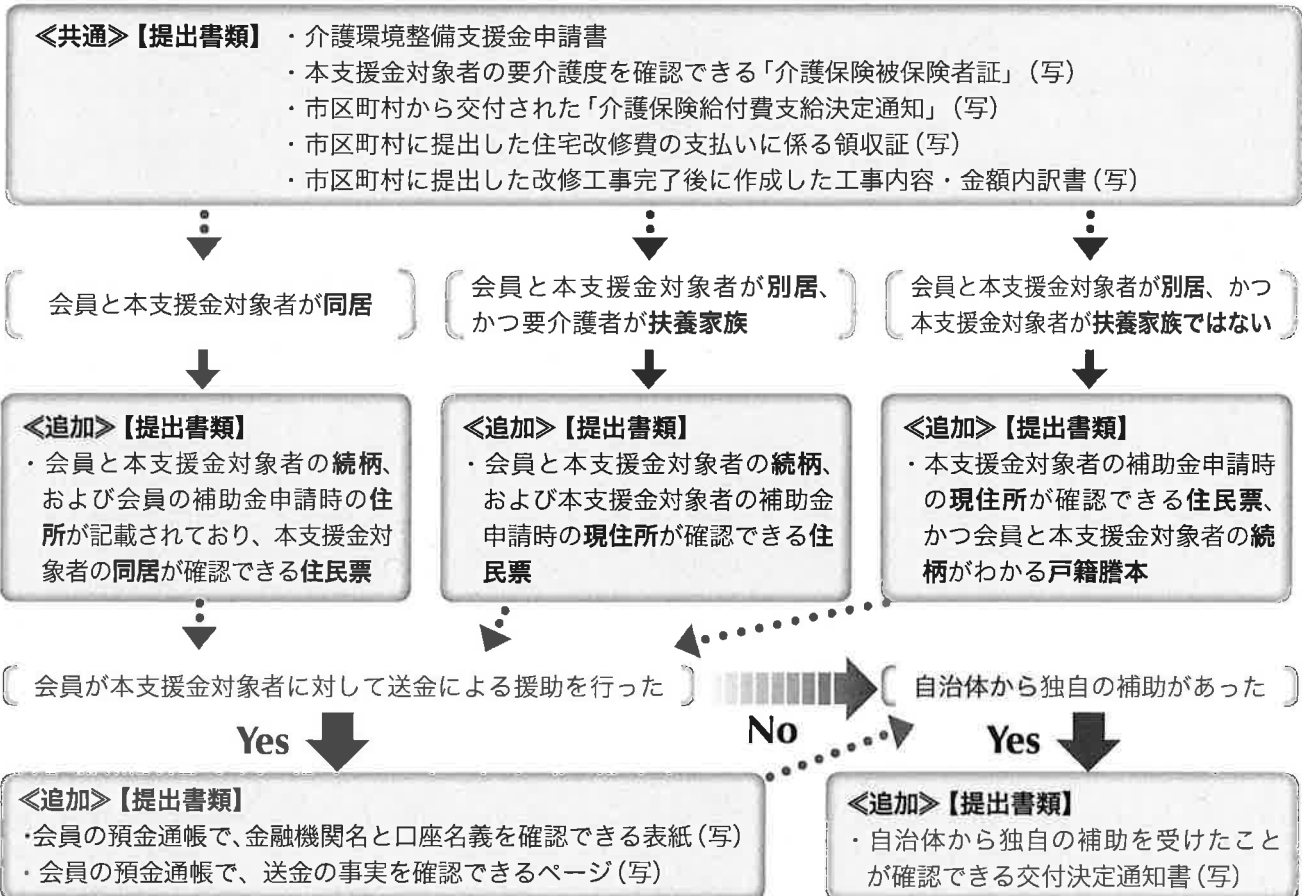 ≪共通≫【提出書類】 ・介護環境整備支援金申請書
・本支援金対象者の要介護度を確認できる「介護保険被保険者証」(写)
・市区町村から交付された「介護保険給付費支給決定通知」(写)
・市区町村に提出した住宅改修費の支払いに係る領収証(写)
・市区町村に提出した改修工事完了後に作成した工事内容・金額内訳書(写)
会員と本支援金対象者が同居
会員と本支援金対象者が別居、
かつ要介護者が扶養家族
会員と本支援金対象者が別居、かつ
本支援金対象者が扶養家族ではない
≪追加≫【提出書類】
・会員と本支援金対象者の続柄、
および会員の補助金申請時の住
所が記載されており、本支援金対
象者の同居が確認できる住民票
≪追加≫【提出書類】
・会員と本支援金対象者の続柄、
および本支援金対象者の補助金
申請時の現住所が確認できる住
民票
≪追加≫【提出書類】
・本支援金対象者の補助金申請時
の現住所が確認できる住民票、
かつ会員と本支援金対象者の続
柄がわかる戸籍謄本
会員が本支援金対象者に対して送金による援助を行った
No
自治体から独自の補助があった
Yes
Yes
≪追加≫【提出書類】
・会員の預金通帳で、金融機関名と口座名義を確認できる表紙(写)
・会員の預金通帳で、送金の事実を確認できるページ(写)
≪追加≫【提出書類】
・自治体から独自の補助を受けたこと
が確認できる交付決定通知書(写)